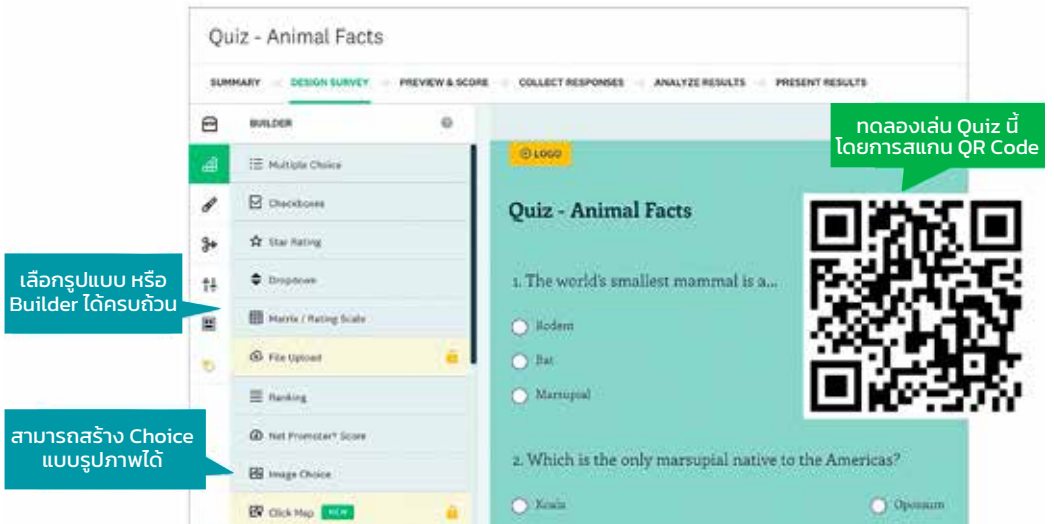 Quiz - Animal Facts
SUMMARY DESIGN SURVEY PREVIEW & SCORE COLLECT RESPONSES ANALYZE RESULTS PRESENT RESULTS
BUILDER
Multiple Choice
Checkboxes
Star Rating
Dropdown
Matrix / Rating Scale
File Upload
Ranking
Net Promoter® Score
Image Choice
Click Map NEW
เลือกรูปแบบ หรือ
Builder ได้ครบถ้วน
สามารถสร้าง Choice
แบบรูปภาพได้
ทดลองเล่น Quiz นี้
โดยการสแกน QR Code
LOGO
Quiz - Animal Facts
1. The world's smallest mammal is a...
Rodent
Bat
Marsupial
2. Which is the only marsupial native to the Americas?
Koala Opossum